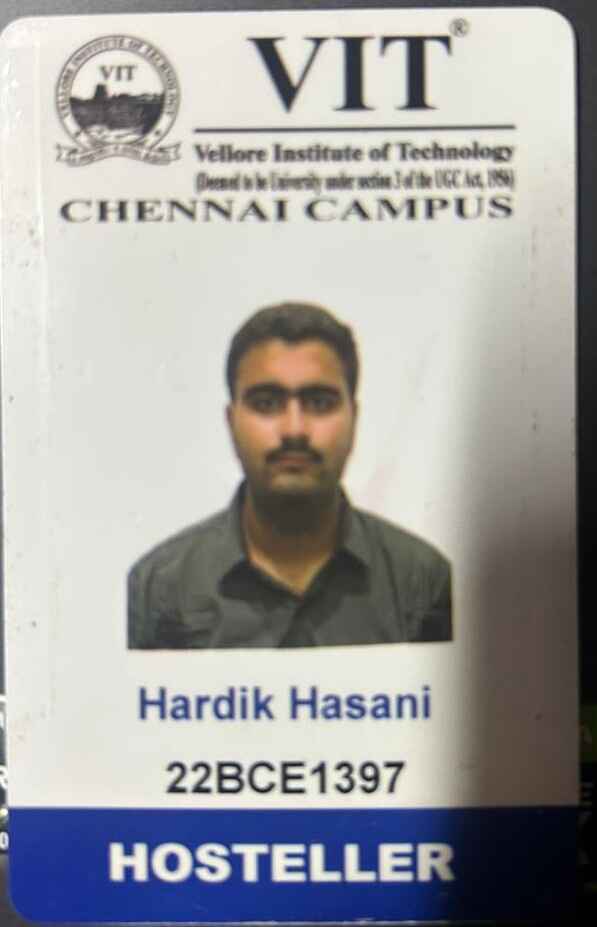 VELLORE INSTITUTE OF TECHNOLOGY
VIT
VIT®
Vellore Institute of Technology
(Deemed to be University under section 3 of the UGC Act, 1956)
CHENNAI CAMPUS
Hardik Hasani
22BCE1397
HOSTELLER